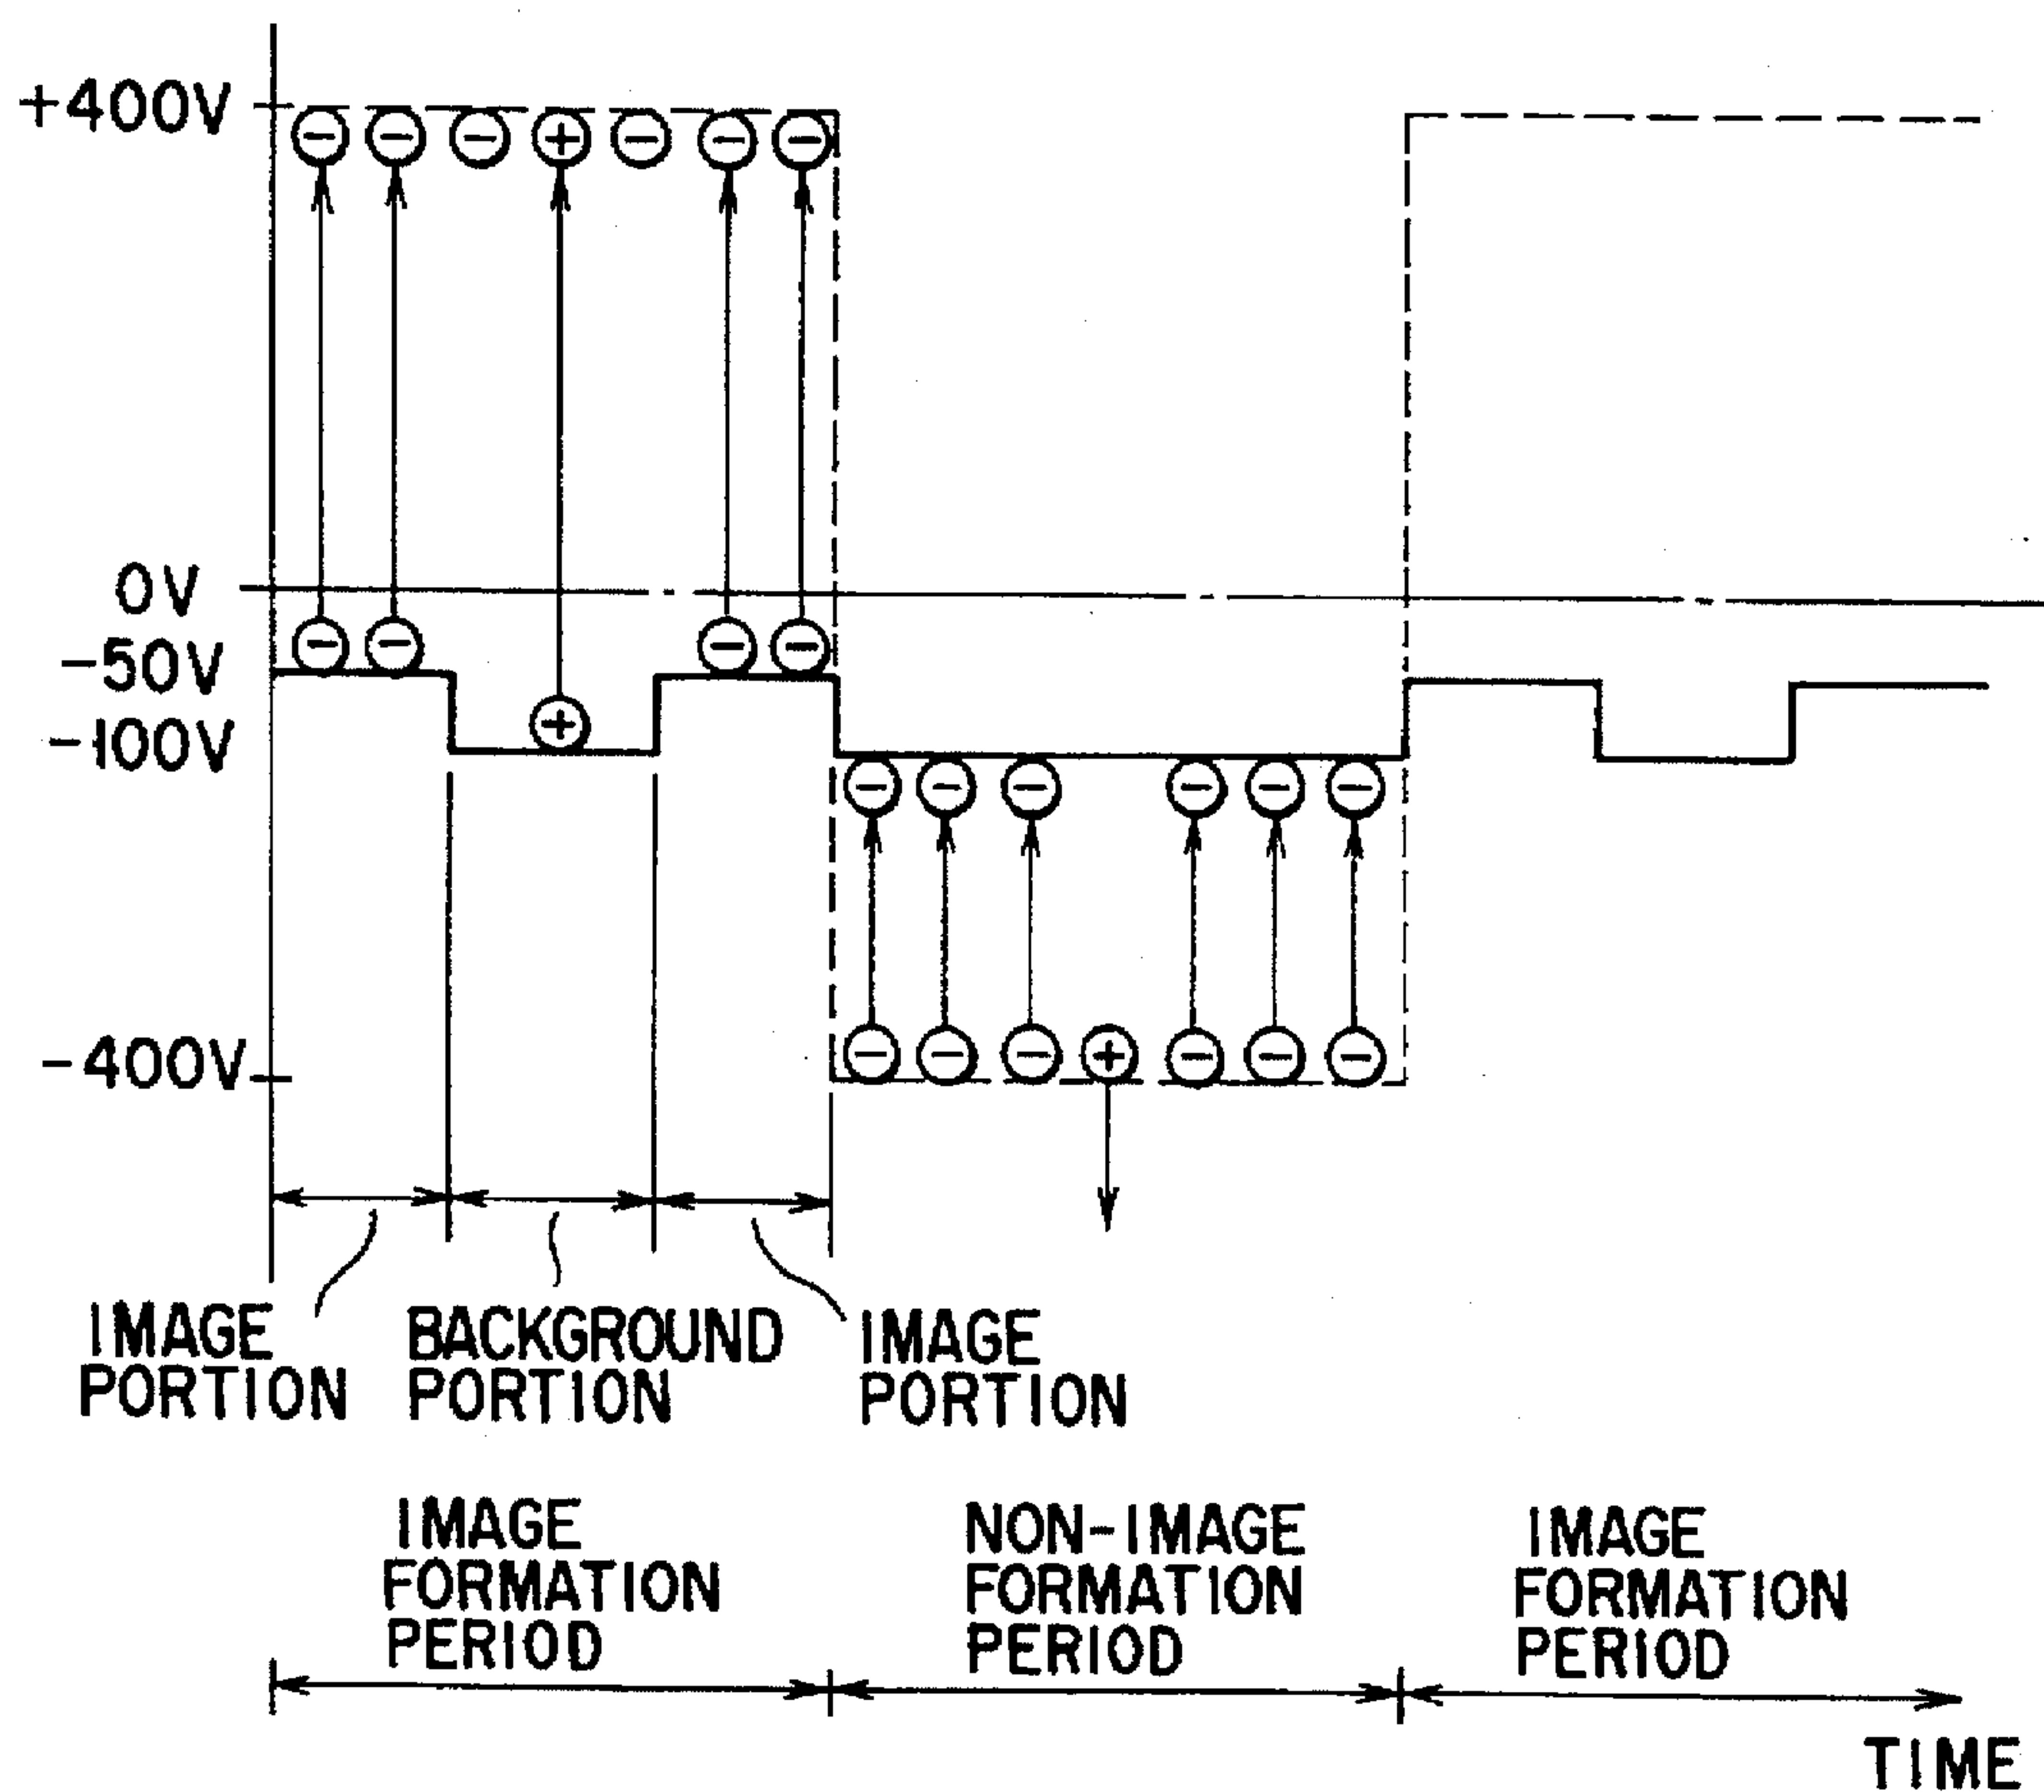 +400V
0V
-50V
-100V
-400V
IMAGE
PORTION
BACKGROUND
PORTION
IMAGE
PORTION
IMAGE
FORMATION
PERIOD
NON-IMAGE
FORMATION
PERIOD
IMAGE
FORMATION
PERIOD
TIME